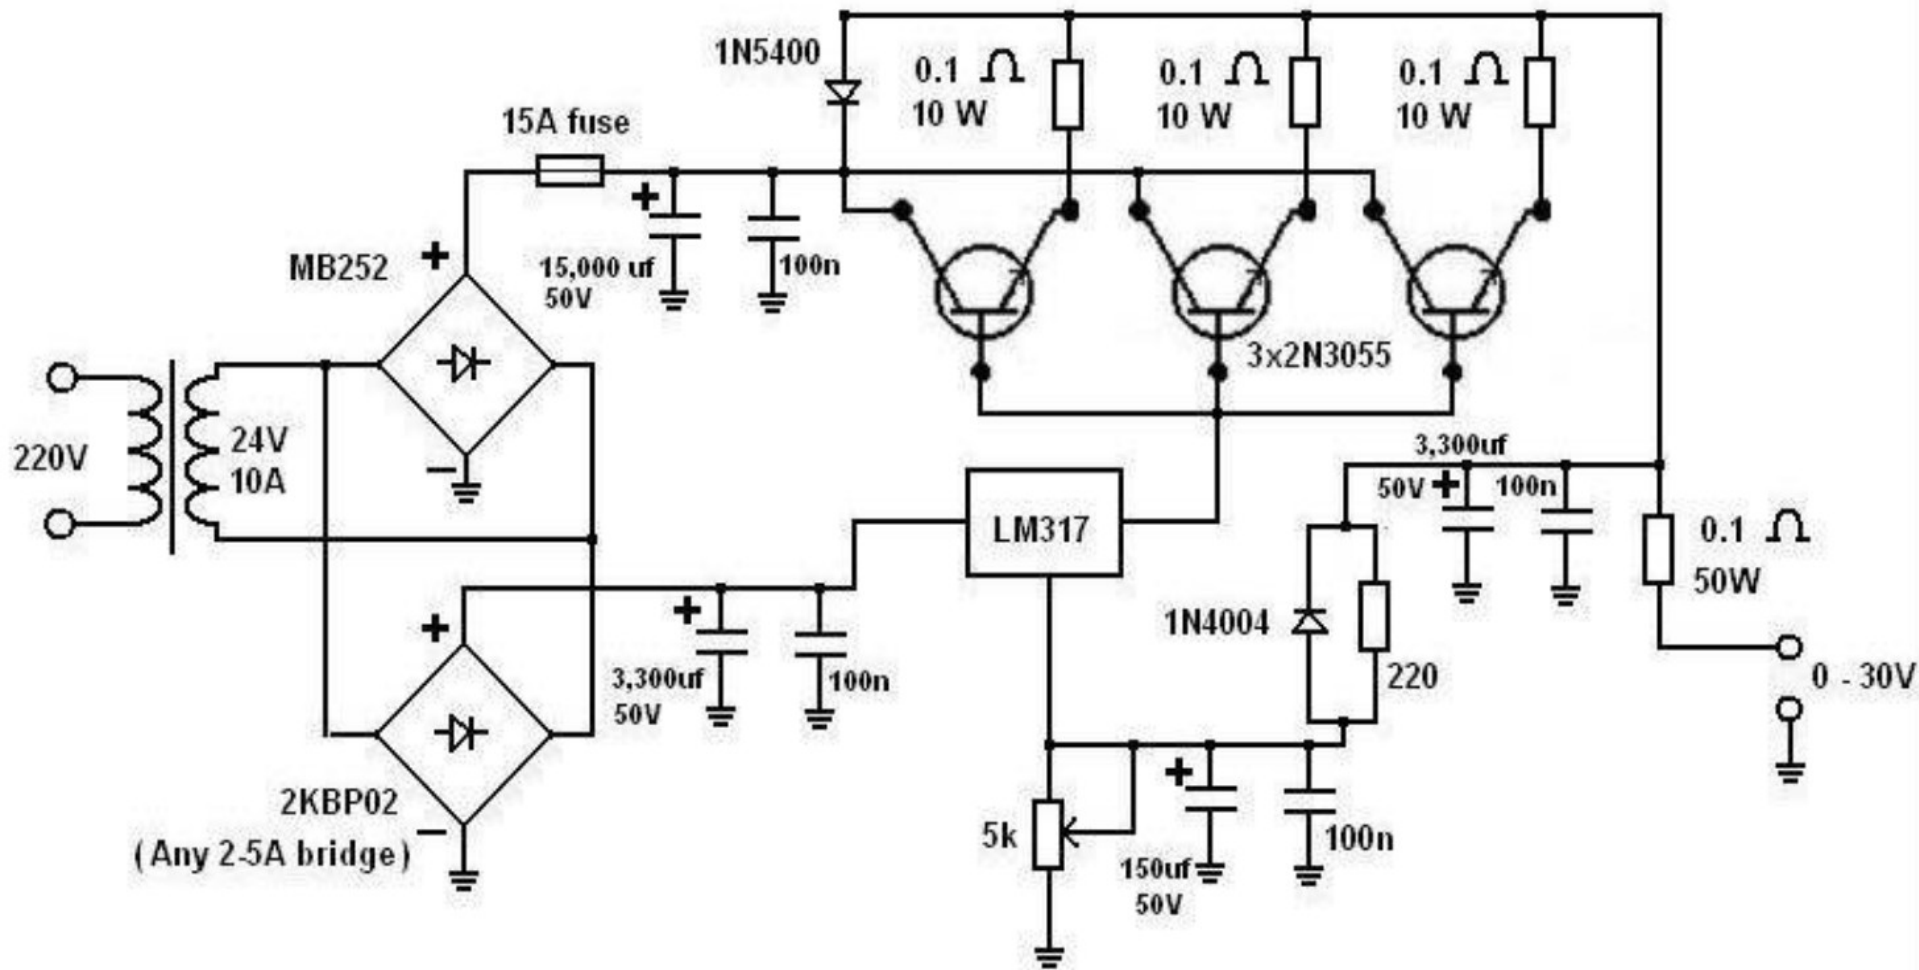 1N5400
0.1 Ω
10 W
0.1 Ω
10 W
0.1 Ω
10 W
15A fuse
+
15,000 uf
50V
100n
MB252
+
−
3x2N3055
220V
24V
10A
LM317
3,300uf
50V +
100n
0.1 Ω
50W
0 - 30V
1N4004
220
+
3,300uf
50V
100n
+
2KBP02
−
(Any 2-5A bridge)
5k
+
150uf
50V
100n